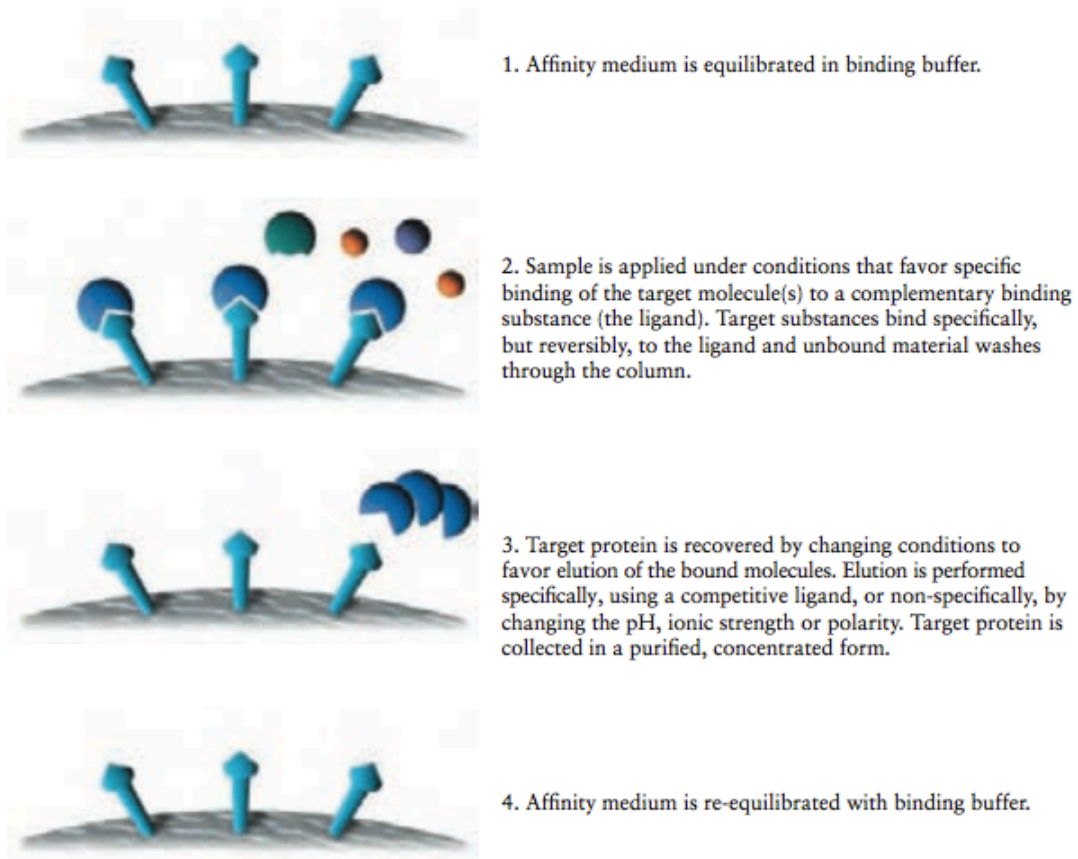 1. Affinity medium is equilibrated in binding buffer.
2. Sample is applied under conditions that favor specific
binding of the target molecule(s) to a complementary binding
substance (the ligand). Target substances bind specifically,
but reversibly, to the ligand and unbound material washes
through the column.
3. Target protein is recovered by changing conditions to
favor elution of the bound molecules. Elution is performed
specifically, using a competitive ligand, or non-specifically, by
changing the pH, ionic strength or polarity. Target protein is
collected in a purified, concentrated form.
4. Affinity medium is re-equilibrated with binding buffer.